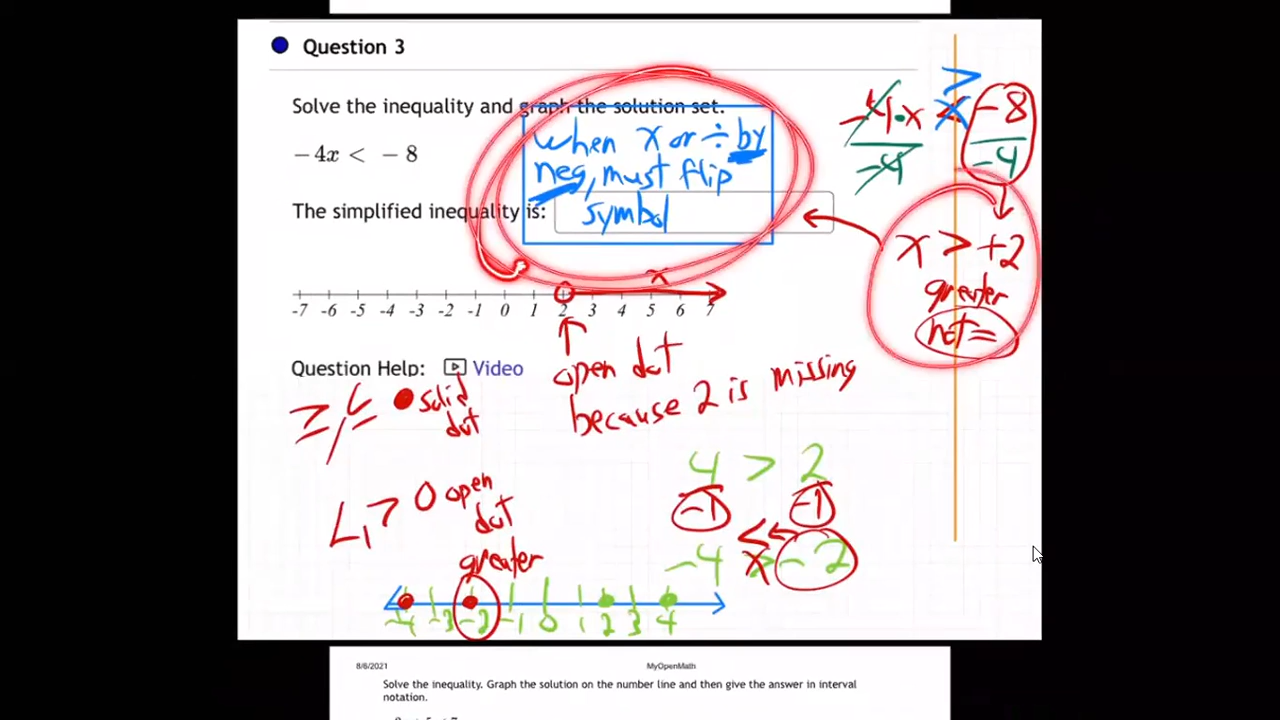 Question 3
Solve the inequality and graph the solution set.
−4x < −8
The simplified inequality is:
when x or ÷ by
neg, must flip
symbol
-4·x > -8
-4 -4
x > +2
greater
not =
x
-7 -6 -5 -4 -3 -2 -1 0 1 2 3 4 5 6 7
Question Help: Video
open dot
because 2 is missing
≥, ≤ solid
dot
<, > open
dot
4 > 2
-1 -1
<
-4 > -2
greater
-4 -3 -2 -1 0 1 2 3 4
8/6/2021 MyOpenMath
Solve the inequality. Graph the solution on the number line and then give the answer in interval
notation.